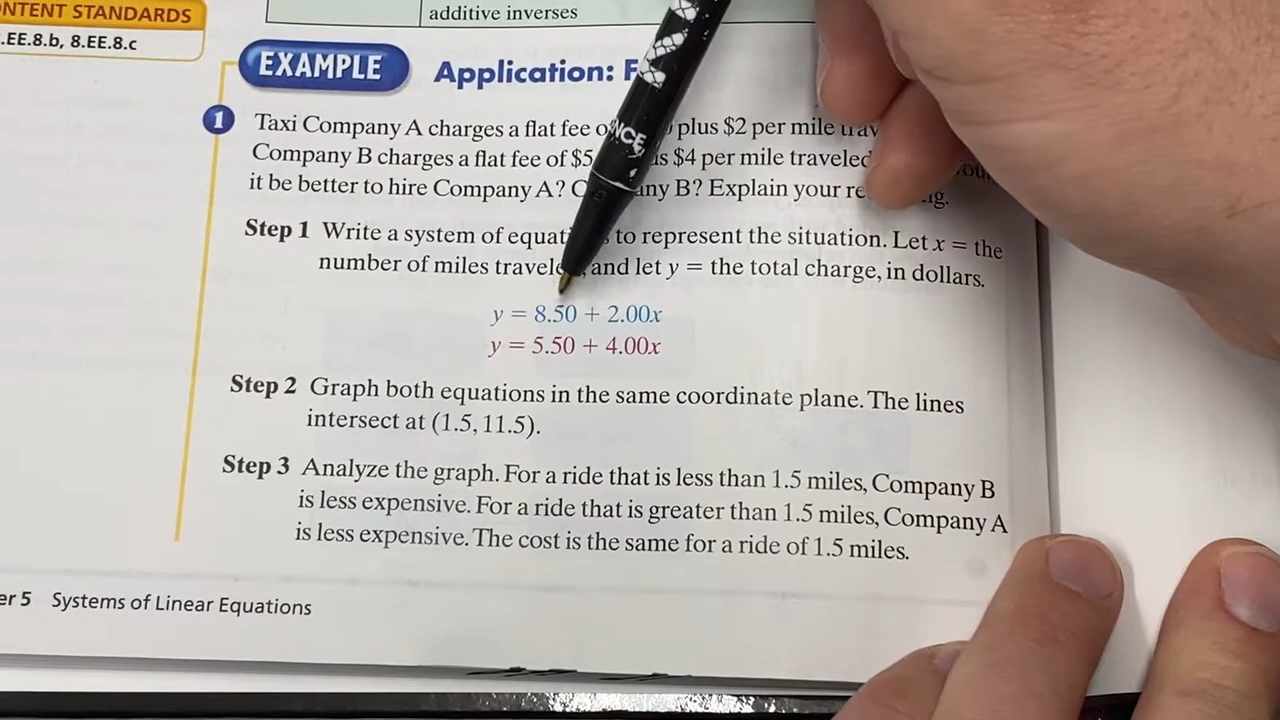 NTENT STANDARDS
.EE.8.b, 8.EE.8.c
additive inverses
EXAMPLE Application: F
1 Taxi Company A charges a flat fee plus $2 per mile
Company B charges a flat fee of $5 $4 per mile traveled
it be better to hire Company A? B? Explain your
Step 1 Write a system of to represent the situation. Let x = the
number of miles and let y = the total charge, in dollars.
y = 8.50 + 2.00x
y = 5.50 + 4.00x
Step 2 Graph both equations in the same coordinate plane. The lines
intersect at (1.5, 11.5).
Step 3 Analyze the graph. For a ride that is less than 1.5 miles, Company B
is less expensive. For a ride that is greater than 1.5 miles, Company A
is less expensive. The cost is the same for a ride of 1.5 miles.
er 5 Systems of Linear Equations
NCE